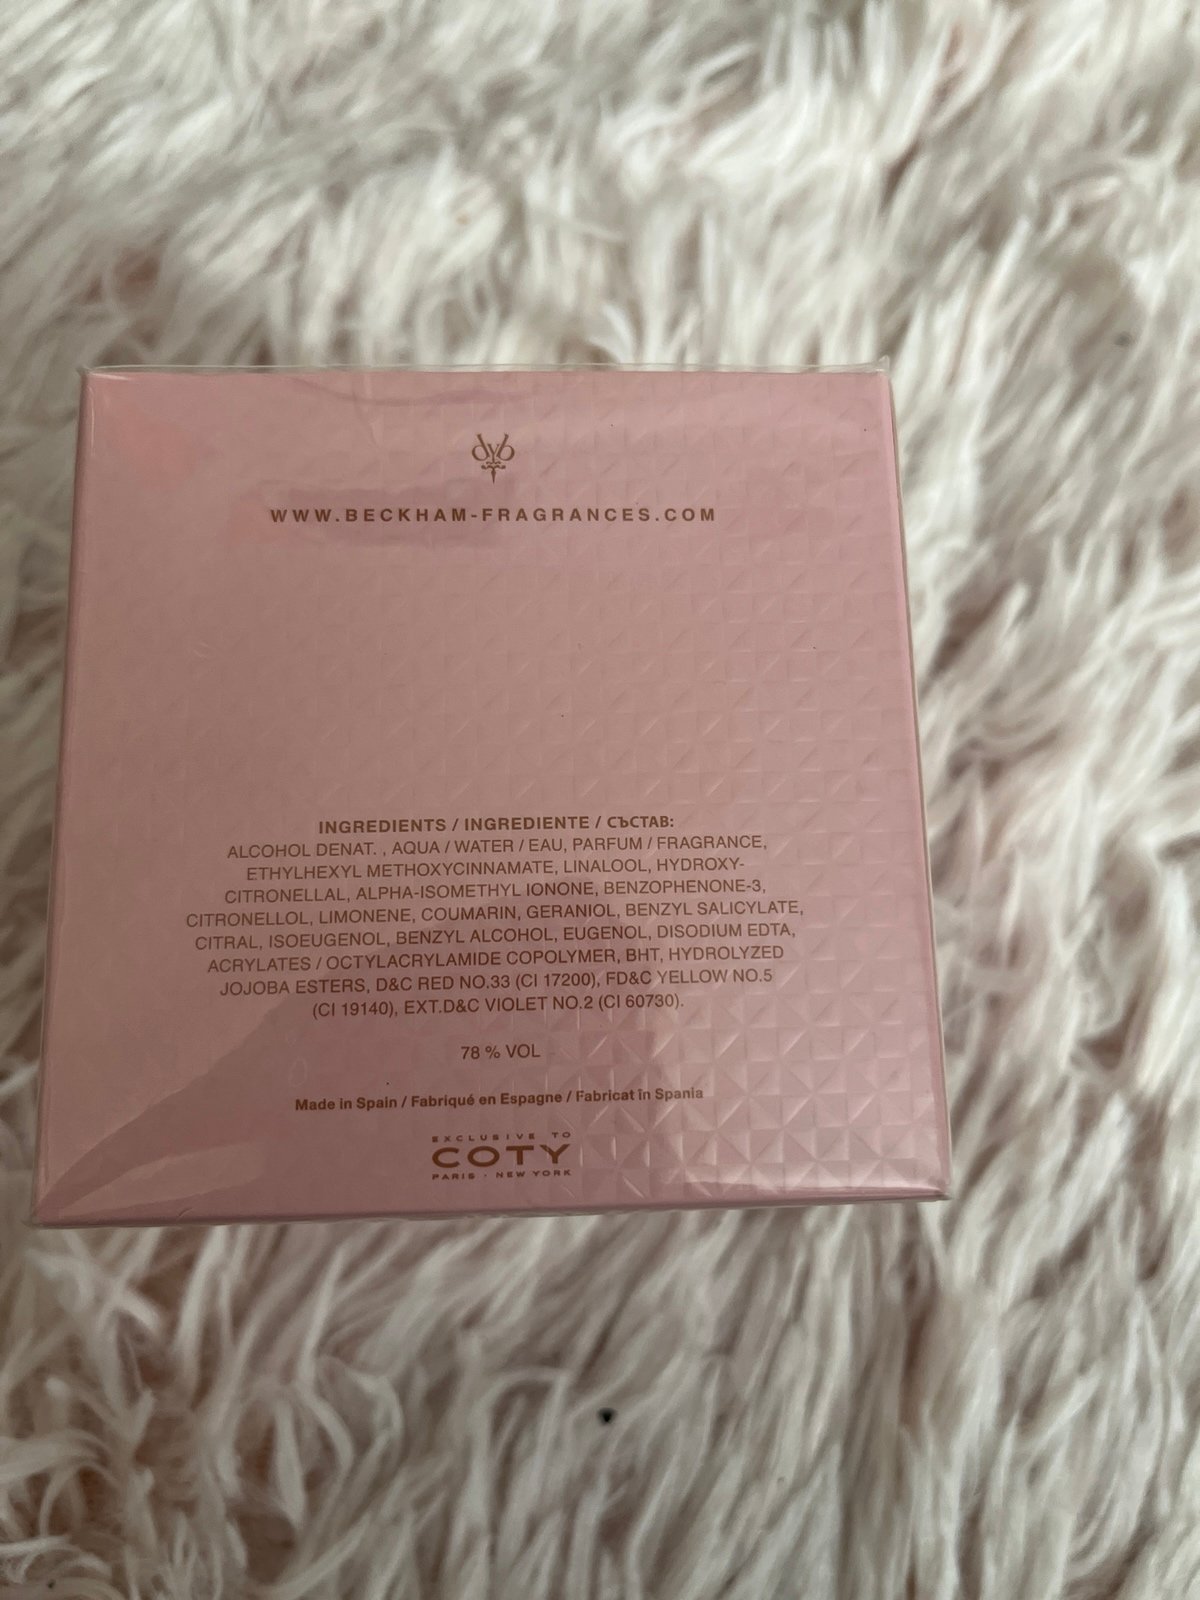 dyb
WWW.BECKHAM-FRAGRANCES.COM
INGREDIENTS / INGREDIENTE / СЪСТАВ:
ALCOHOL DENAT. , AQUA / WATER / EAU, PARFUM / FRAGRANCE,
ETHYLHEXYL METHOXYCINNAMATE, LINALOOL, HYDROXY-
CITRONELLAL, ALPHA-ISOMETHYL IONONE, BENZOPHENONE-3,
CITRONELLOL, LIMONENE, COUMARIN, GERANIOL, BENZYL SALICYLATE,
CITRAL, ISOEUGENOL, BENZYL ALCOHOL, EUGENOL, DISODIUM EDTA,
ACRYLATES / OCTYLACRYLAMIDE COPOLYMER, BHT, HYDROLYZED
JOJOBA ESTERS, D&C RED NO.33 (CI 17200), FD&C YELLOW NO.5
(CI 19140), EXT.D&C VIOLET NO.2 (CI 60730).
78 % VOL
Made in Spain / Fabriqué en Espagne / Fabricat în Spania
EXCLUSIVE TO
COTY
PARIS · NEW YORK